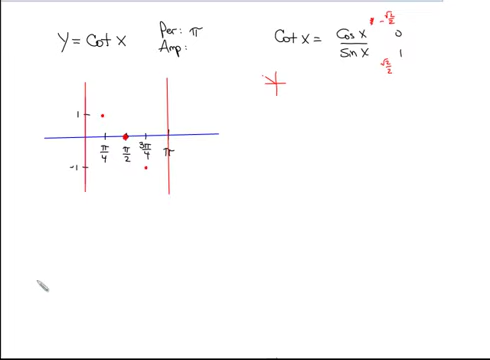 Y = Cot X
Per: π
Amp:
Cot X = Cos X / Sin X
- √2/2
0
1
√2/2
1
-1
π/4
π/2
3π/4
π